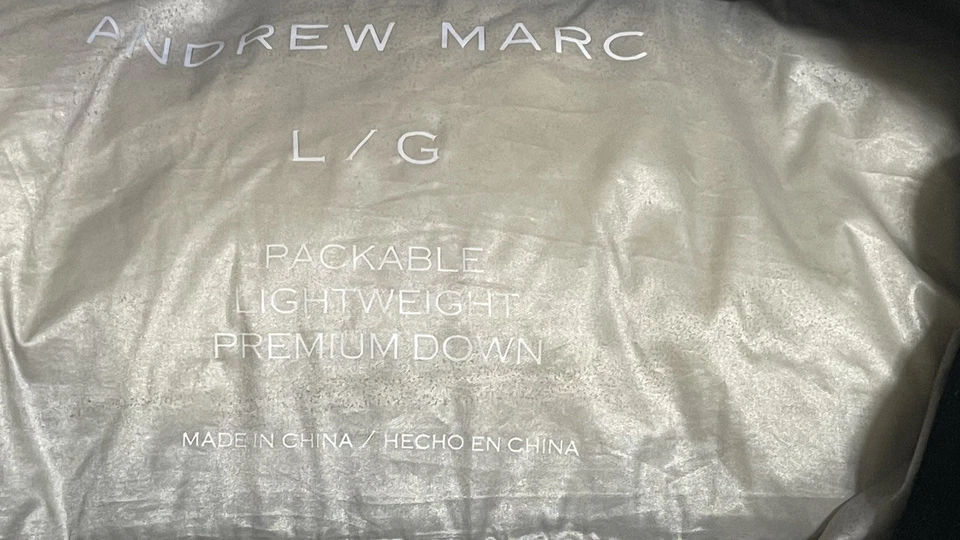 ANDREW MARC
L / G
PACKABLE
LIGHTWEIGHT
PREMIUM DOWN
MADE IN CHINA / HECHO EN CHINA